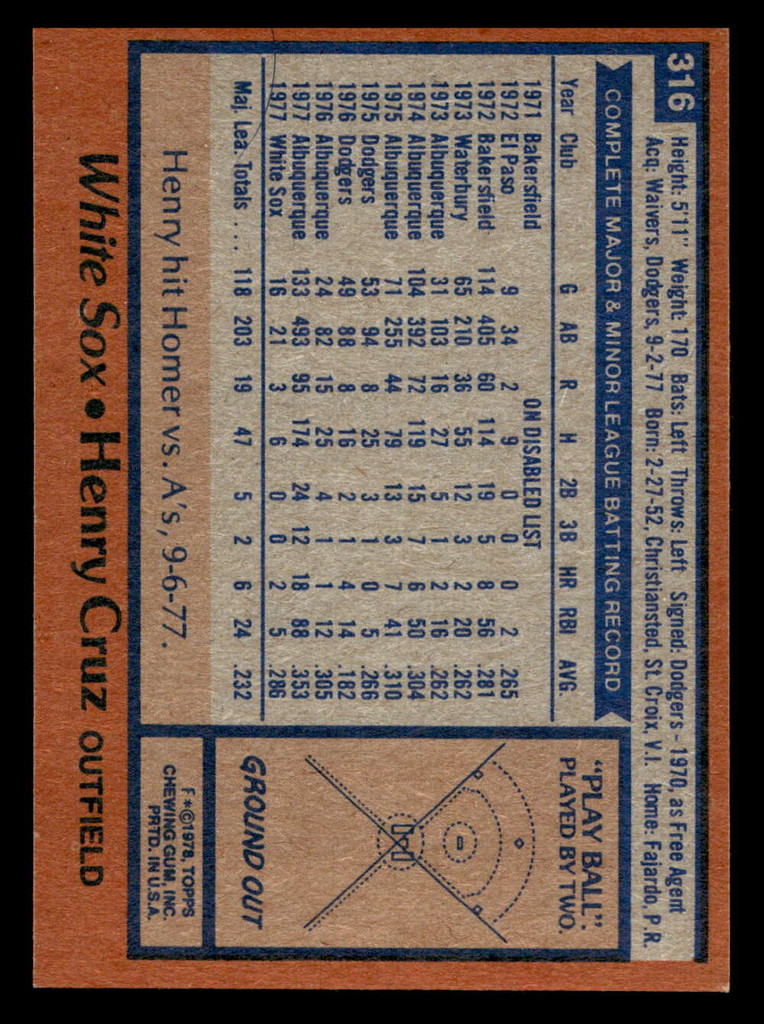 316
Height: 5'11" Weight: 170 Bats: Left Throws: Left Signed: Dodgers - 1970, as Free Agent
Acq: Waivers, Dodgers, 9-2-77 Born: 2-27-52, Christiansted, St. Croix, V.I. Home: Fajardo, P.R.
COMPLETE MAJOR & MINOR LEAGUE BATTING RECORD
Year Club G AB R H 2B 3B HR RBI AVG.
1971 Bakersfield ON DISABLED LIST
1972 El Paso 9 34 2 9 0 0 0 2 .265
1972 Bakersfield 114 405 60 114 19 5 8 56 .281
1973 Waterbury 65 210 36 55 12 3 2 20 .262
1973 Albuquerque 31 103 16 27 5 1 2 16 .262
1974 Albuquerque 104 392 72 119 15 6 6 50 .304
1975 Albuquerque 71 255 44 79 13 3 7 41 .310
1975 Dodgers 53 94 8 25 3 1 0 5 .266
1976 Dodgers 49 88 8 16 2 1 4 14 .182
1976 Albuquerque 24 82 15 25 4 1 1 12 .305
1977 Albuquerque 133 493 95 174 24 12 18 88 .353
1977 White Sox 16 21 3 6 0 0 2 5 .286
Maj. Lea. Totals ... 118 203 19 47 5 2 6 24 .232
Henry hit Homer vs. A's, 9-6-77.
"PLAY BALL".
PLAYED BY TWO.
GROUND OUT
F*©1978, TOPPS
CHEWING GUM, INC.
PRTD. IN U.S.A.
White Sox • Henry Cruz OUTFIELD